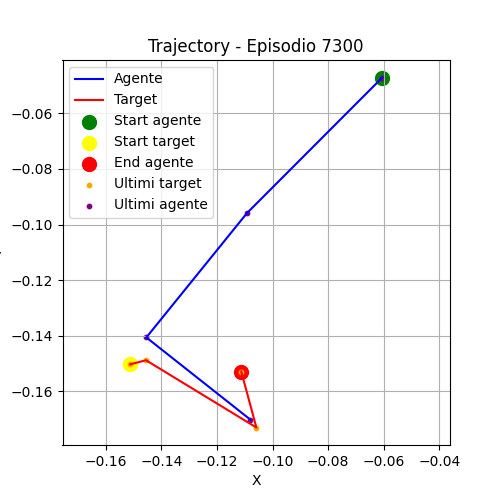 Trajectory - Episodio 7300
Agente
Target
Start agente
Start target
End agente
Ultimi target
Ultimi agente
−0.06
−0.08
−0.10
−0.12
−0.14
−0.16
−0.16
−0.14
−0.12
−0.10
−0.08
−0.06
−0.04
X